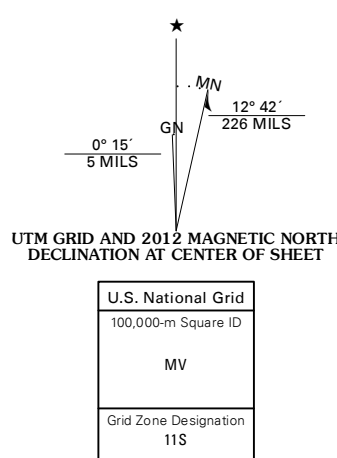 ★
MN
GN
12° 42´
226 MILS
0° 15´
5 MILS
UTM GRID AND 2012 MAGNETIC NORTH
DECLINATION AT CENTER OF SHEET
U.S. National Grid
100,000-m Square ID
MV
Grid Zone Designation
11S